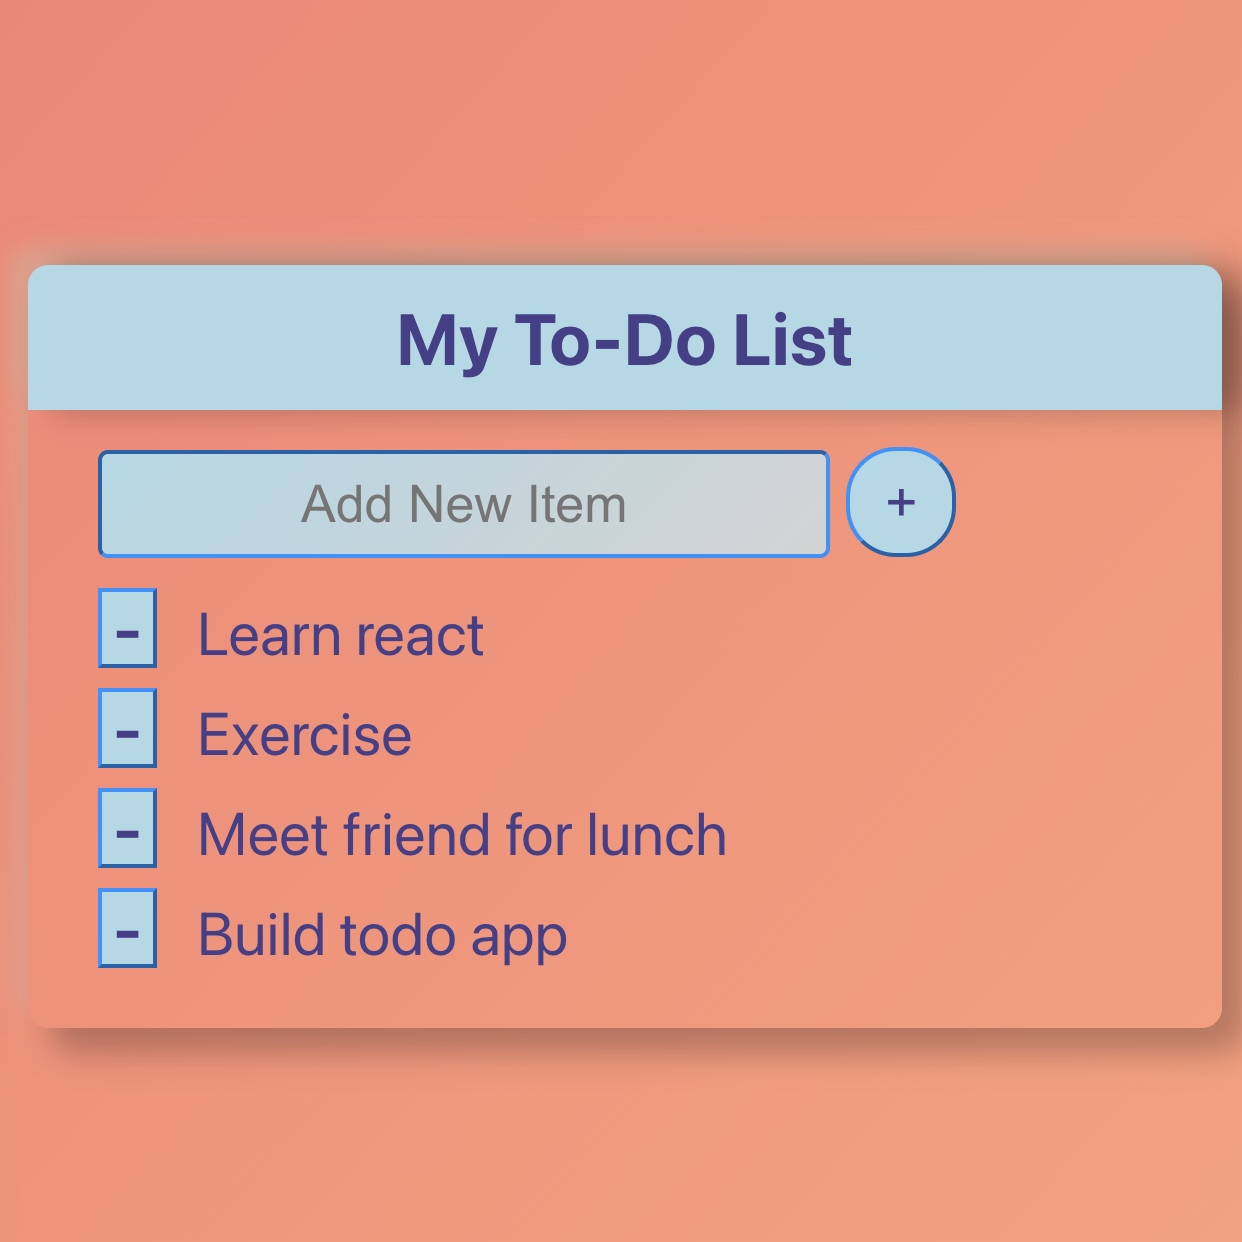 My To-Do List
Add New Item +
- Learn react
- Exercise
- Meet friend for lunch
- Build todo app